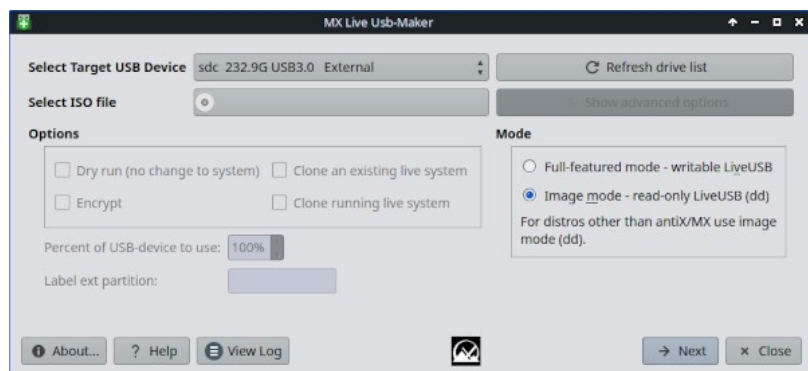 MX Live Usb-Maker
Select Target USB Device sdc 232.9G USB3.0 External Refresh drive list
Select ISO file Show advanced options
Options Mode
Dry run (no change to system) Clone an existing live system
Full-featured mode - writable LiveUSB
Encrypt Clone running live system
Image mode - read-only LiveUSB (dd)
For distros other than antiX/MX use image
mode (dd).
Percent of USB-device to use: 100%
Label ext partition:
About... ? Help View Log Next Close